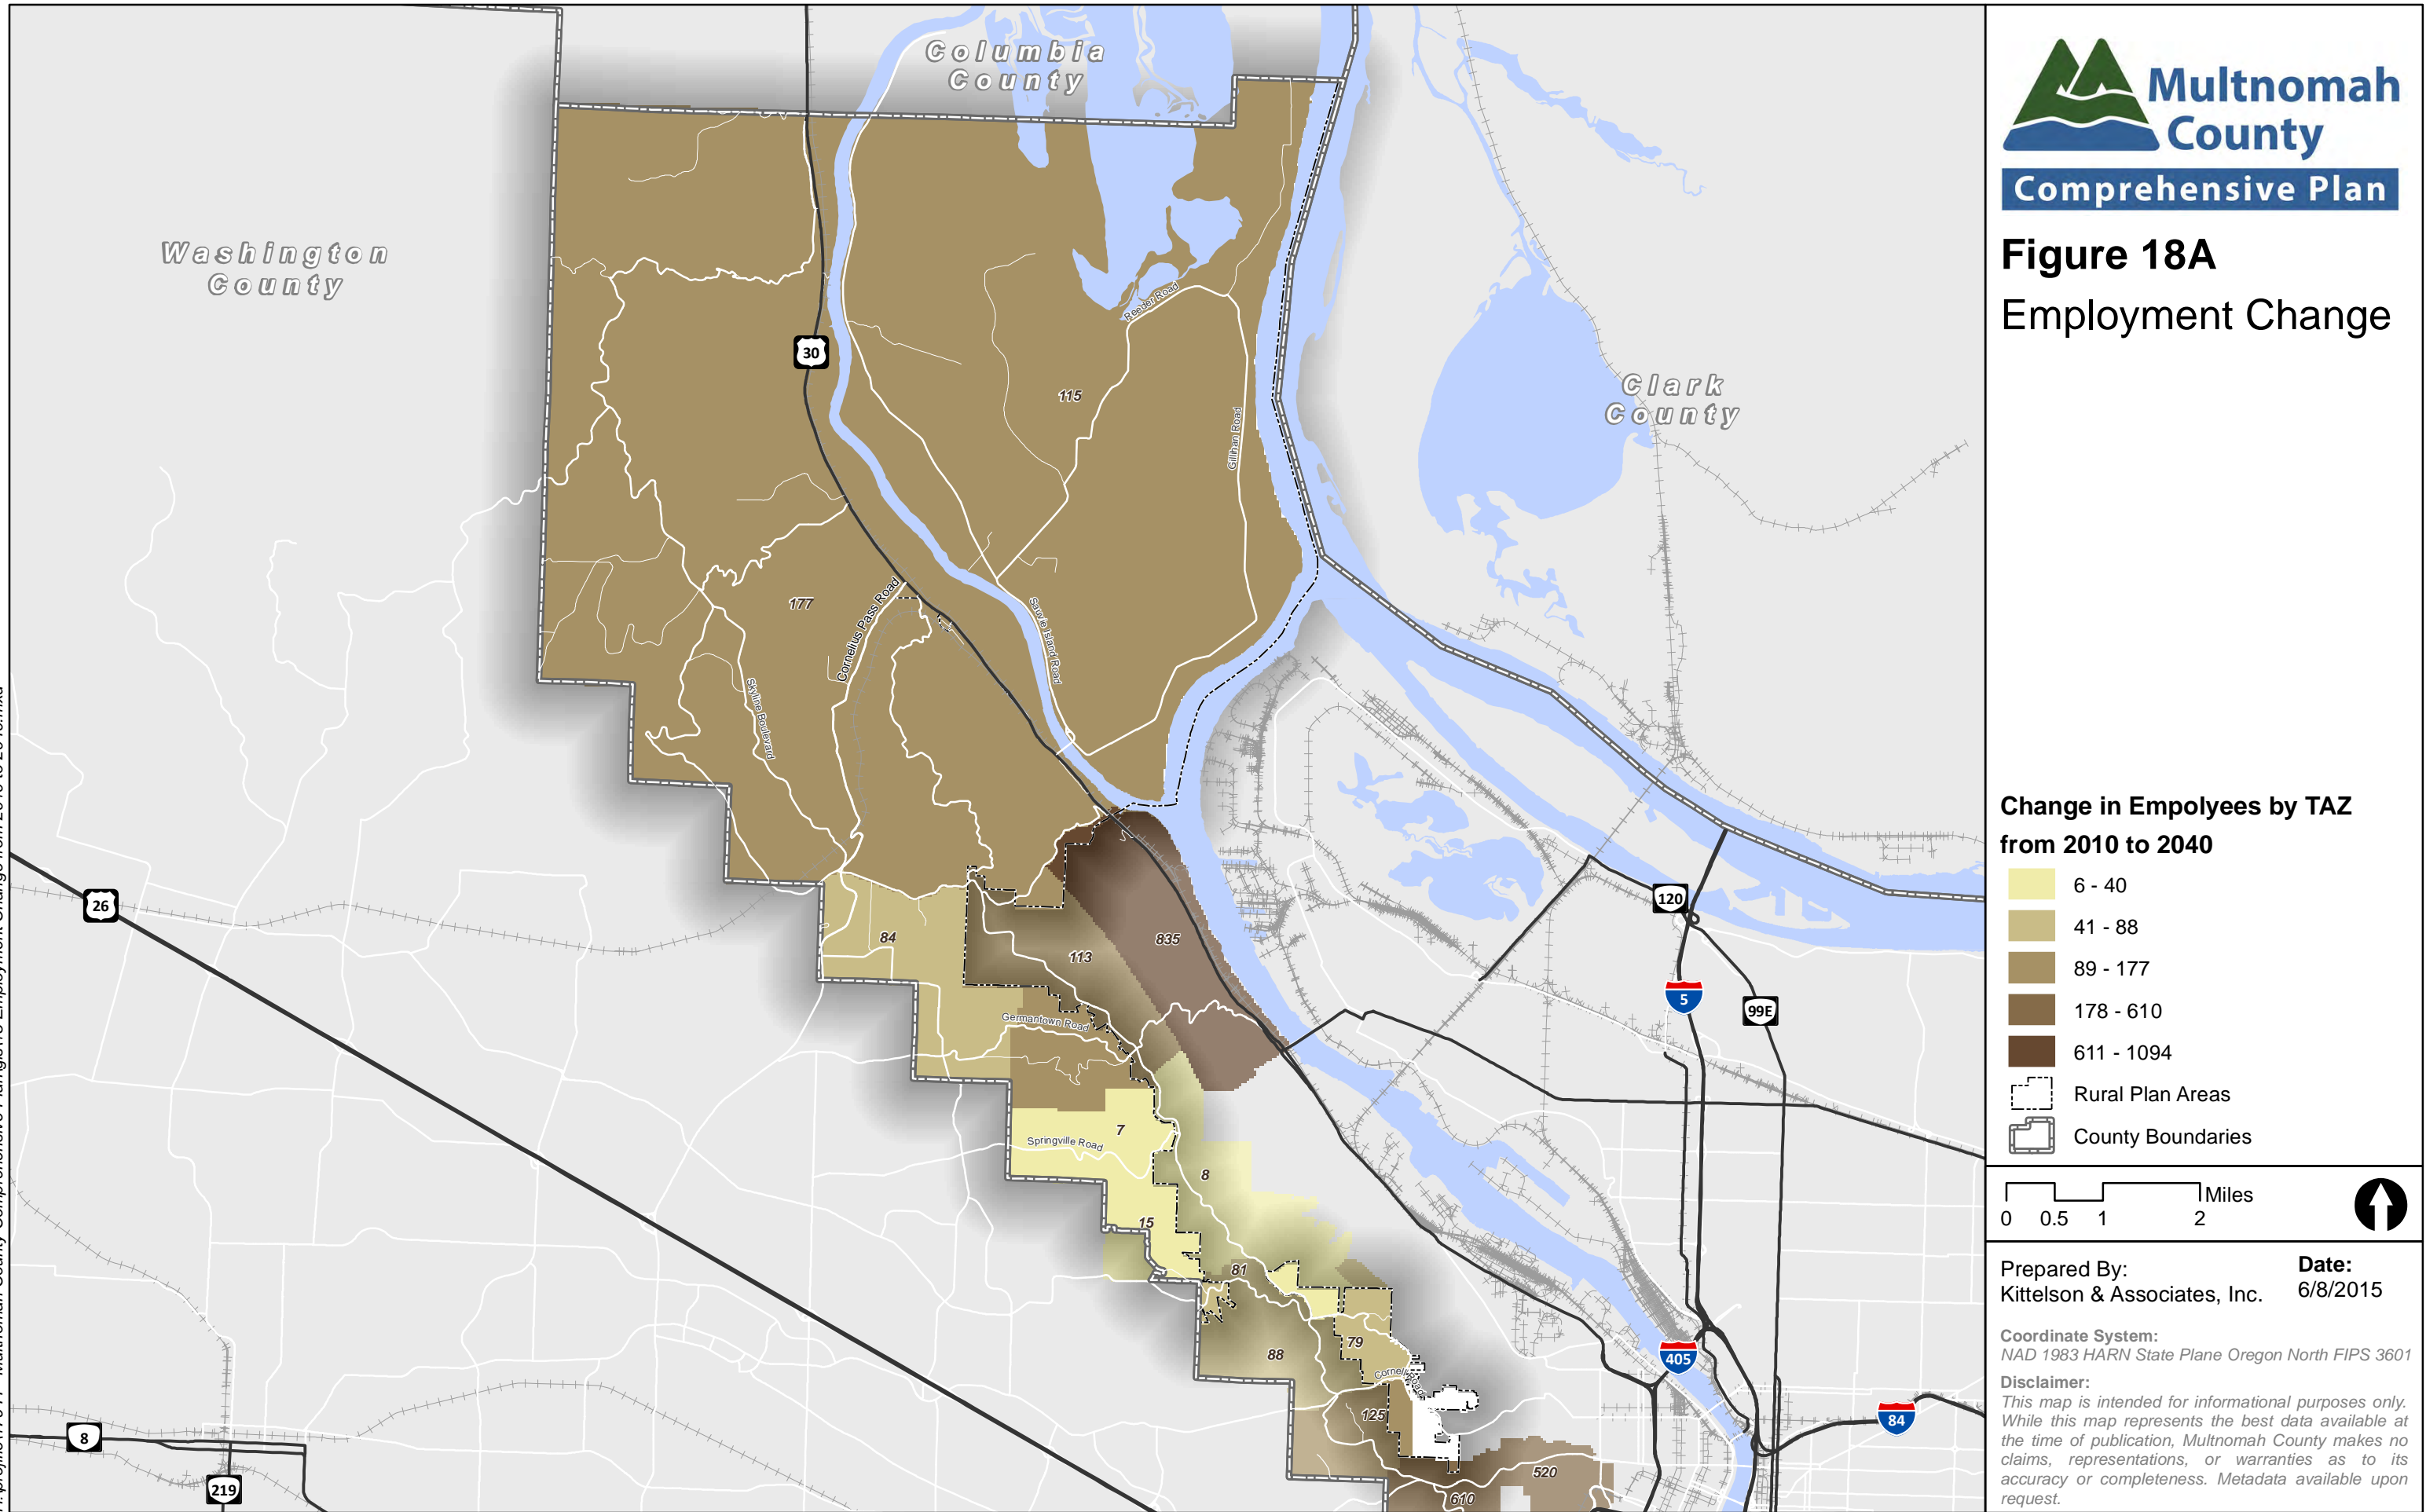 Columbia
County
Washington
County
Clark
County
30
115
Reeder Road
Gillihan Road
177
Cornelius Pass Road
Sauvie Island Road
Skyline Boulevard
26
84
113
835
120
5
99E
Germantown Road
7
Springville Road
8
15
81
79
88
Cornell Road
125
405
84
8
219
520
610
Multnomah
County
Comprehensive Plan
Figure 18A
Employment Change
Change in Empolyees by TAZ
from 2010 to 2040
6 - 40
41 - 88
89 - 177
178 - 610
611 - 1094
Rural Plan Areas
County Boundaries
Miles
0 0.5 1 2
Prepared By:
Kittelson & Associates, Inc.
Date:
6/8/2015
Coordinate System:
NAD 1983 HARN State Plane Oregon North FIPS 3601
Disclaimer:
This map is intended for informational purposes only.
While this map represents the best data available at
the time of publication, Multnomah County makes no
claims, representations, or warranties as to its
accuracy or completeness. Metadata available upon
request.